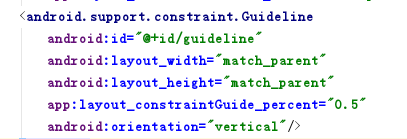 <android.support.constraint.Guideline
android:id="@+id/guideline"
android:layout_width="match_parent"
android:layout_height="match_parent"
app:layout_constraintGuide_percent="0.5"
android:orientation="vertical"/>